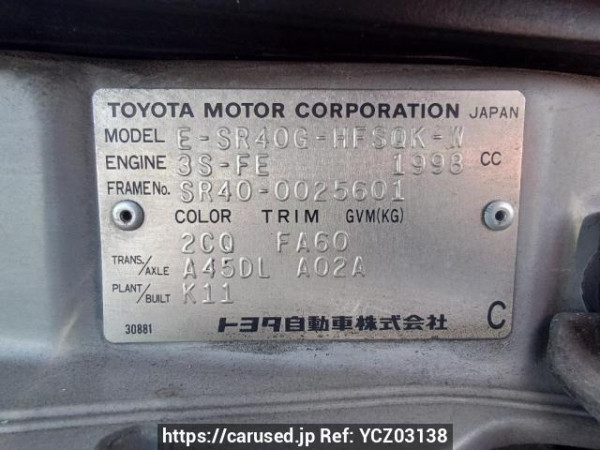 TOYOTA MOTOR CORPORATION JAPAN
MODEL E-SR40G-HFSQK-W
ENGINE 3S-FE 1998 CC
FRAME No. SR40-0025601
COLOR TRIM GVM(KG)
2CQ FA60
TRANS./AXLE A45DL A02A
PLANT/BUILT K11
30881 トヨタ自動車株式会社 C
https://carused.jp Ref: YCZ03138